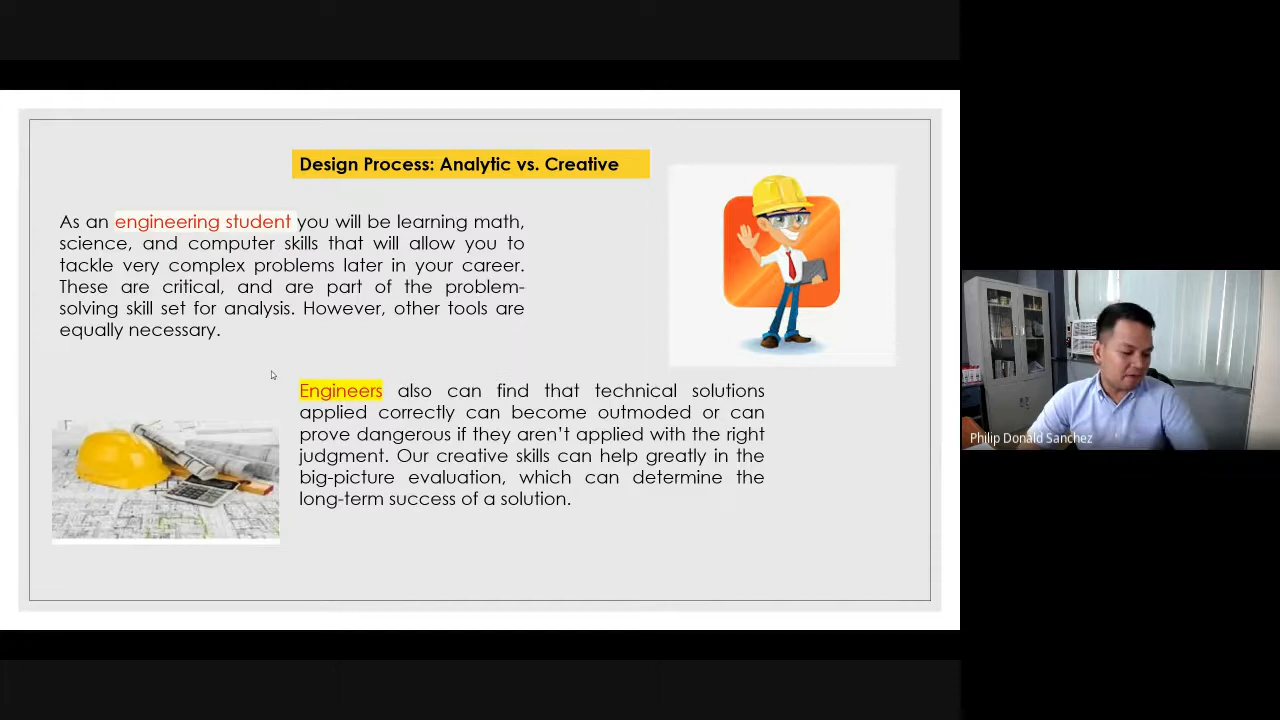 Design Process: Analytic vs. Creative
As an engineering student you will be learning math,
science, and computer skills that will allow you to
tackle very complex problems later in your career.
These are critical, and are part of the problem-
solving skill set for analysis. However, other tools are
equally necessary.
Engineers also can find that technical solutions
applied correctly can become outmoded or can
prove dangerous if they aren’t applied with the right
judgment. Our creative skills can help greatly in the
big-picture evaluation, which can determine the
long-term success of a solution.
Philip Donald Sanchez